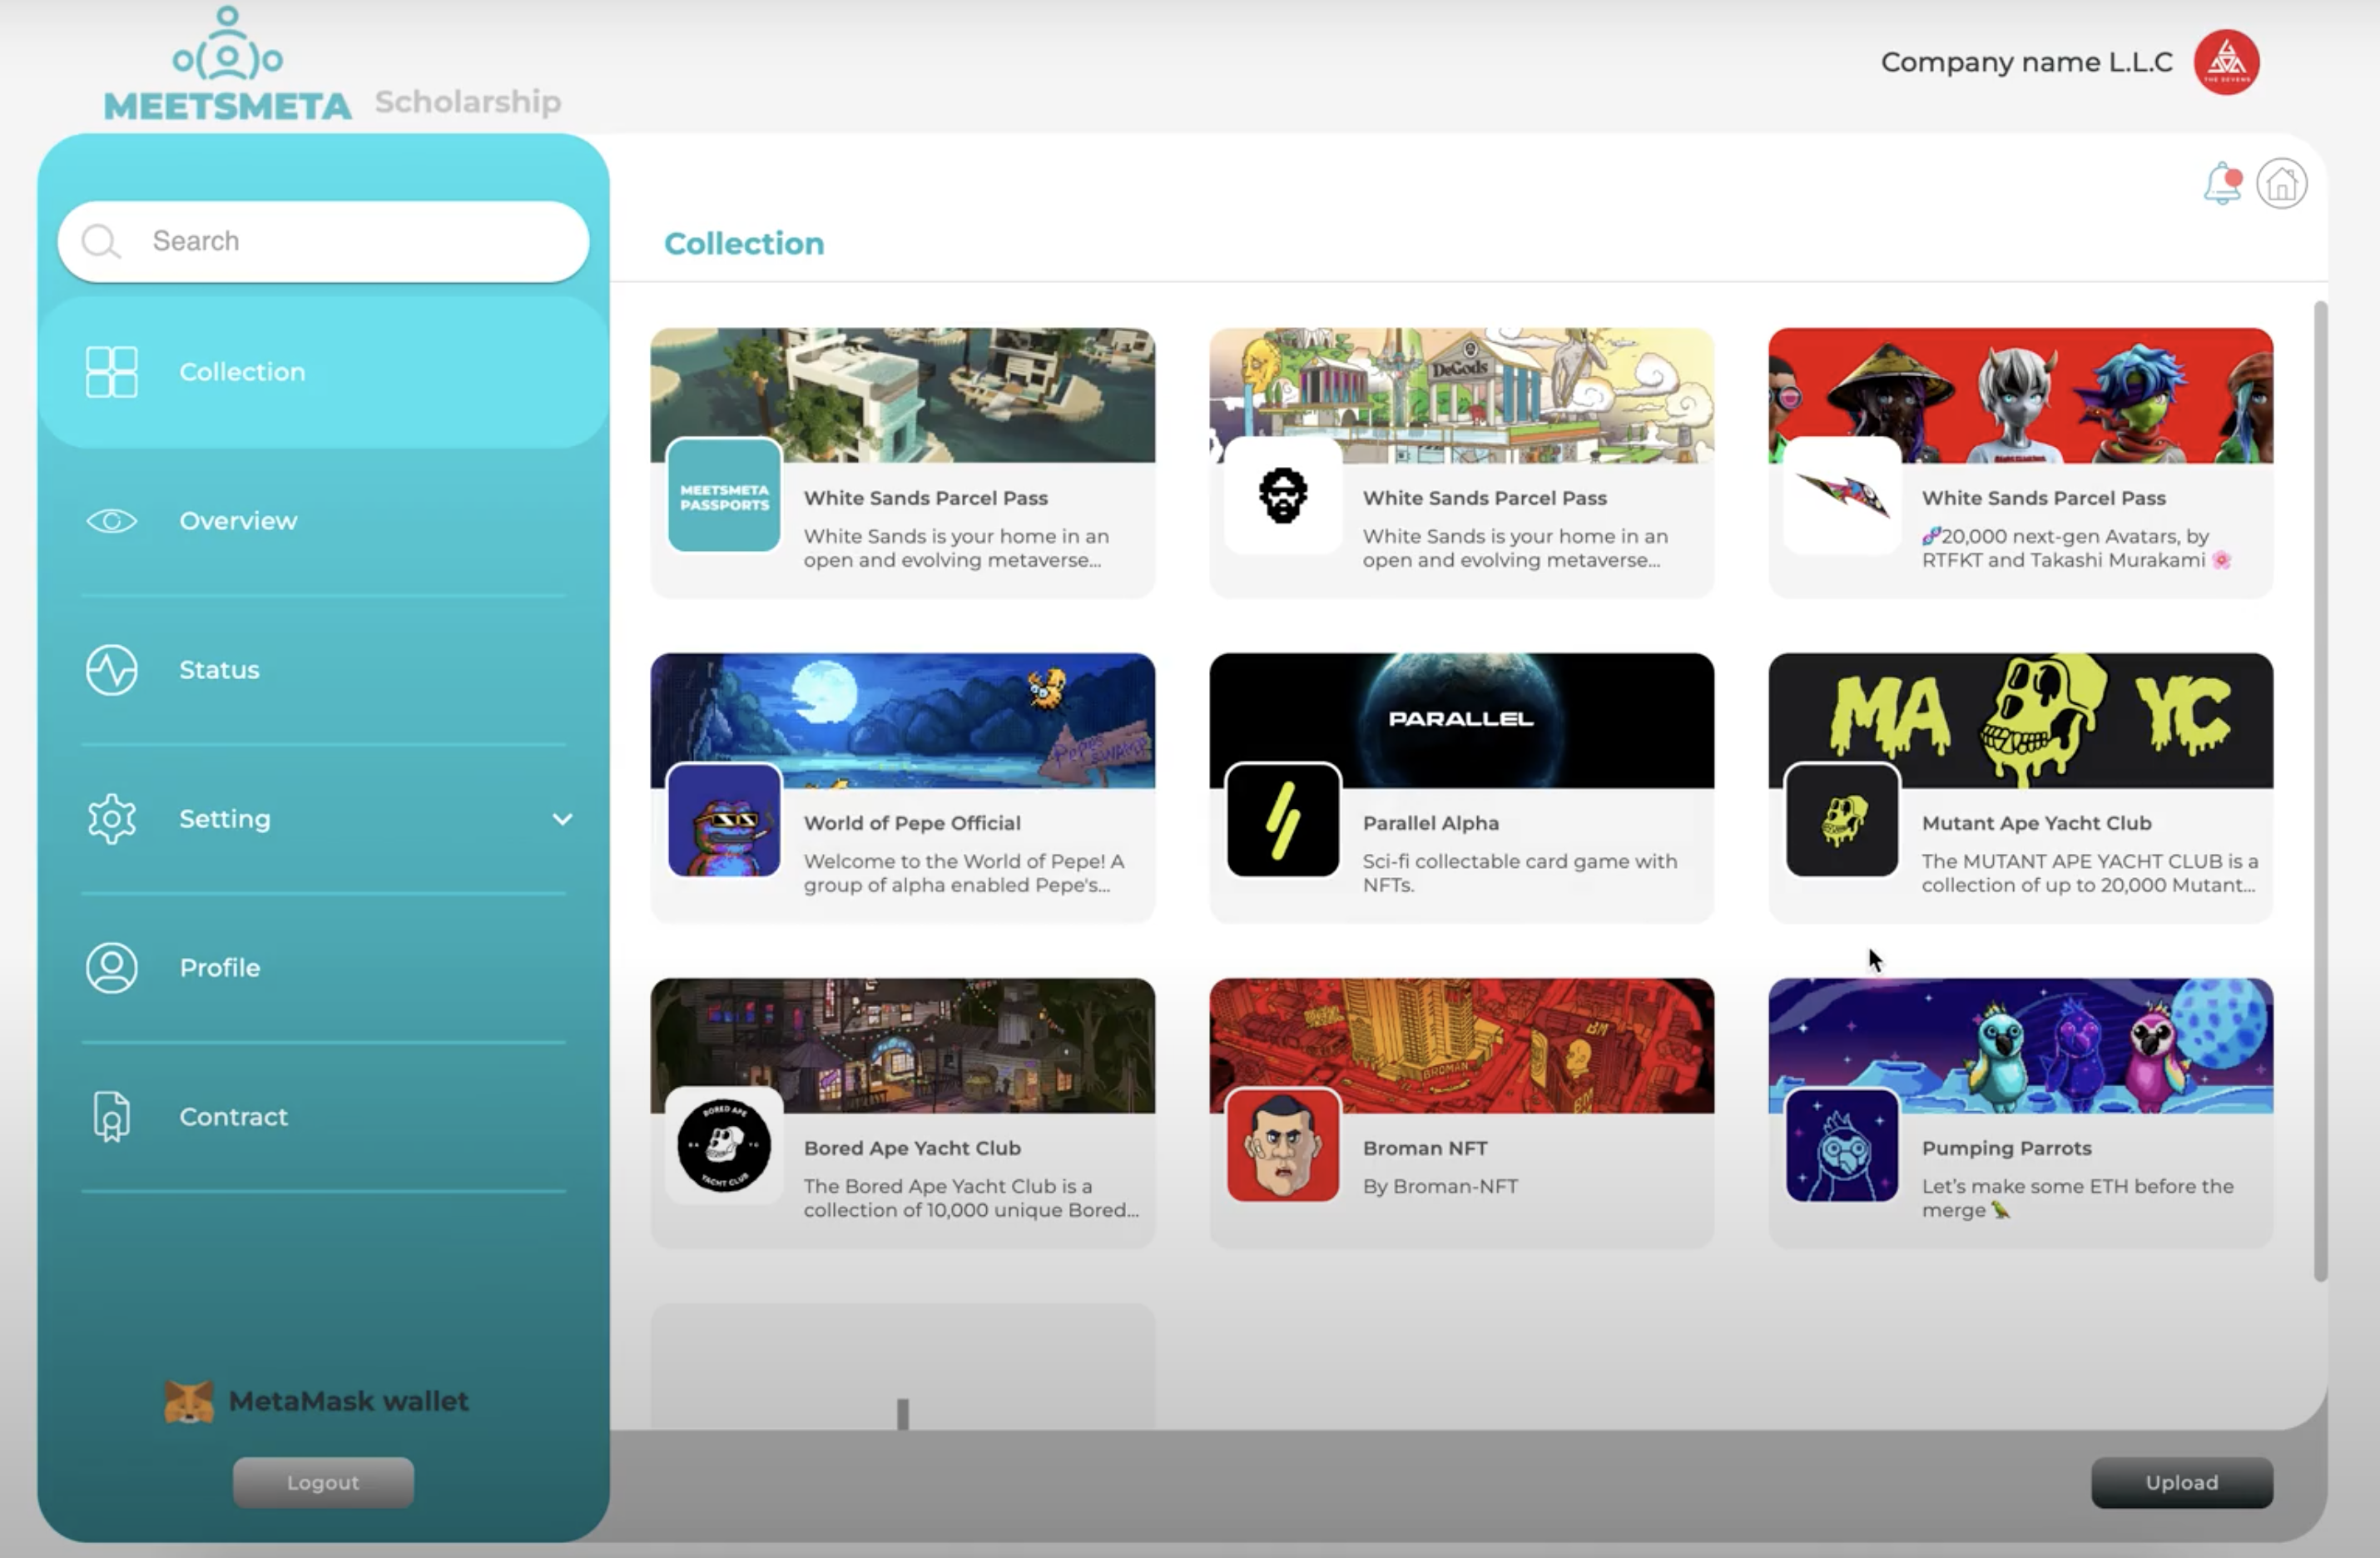 MEETSMETA Scholarship
Company name L.L.C
THE SEVENS
Search
Collection
Overview
Status
Setting
Profile
Contract
MetaMask wallet
Logout
Collection
MEETSMETA
PASSPORTS
White Sands Parcel Pass
White Sands is your home in an
open and evolving metaverse...
DeGods
White Sands Parcel Pass
White Sands is your home in an
open and evolving metaverse...
White Sands Parcel Pass
🧬20,000 next-gen Avatars, by
RTFKT and Takashi Murakami 🌸
World of Pepe Official
Welcome to the World of Pepe! A
group of alpha enabled Pepe's...
PARALLEL
Parallel Alpha
Sci-fi collectable card game with
NFTs.
MA YC
Mutant Ape Yacht Club
The MUTANT APE YACHT CLUB is a
collection of up to 20,000 Mutant...
BORED APE
YACHT CLUB
Bored Ape Yacht Club
The Bored Ape Yacht Club is a
collection of 10,000 unique Bored...
BROMAN
BM
Broman NFT
By Broman-NFT
Pumping Parrots
Let's make some ETH before the
merge 🦜
Upload